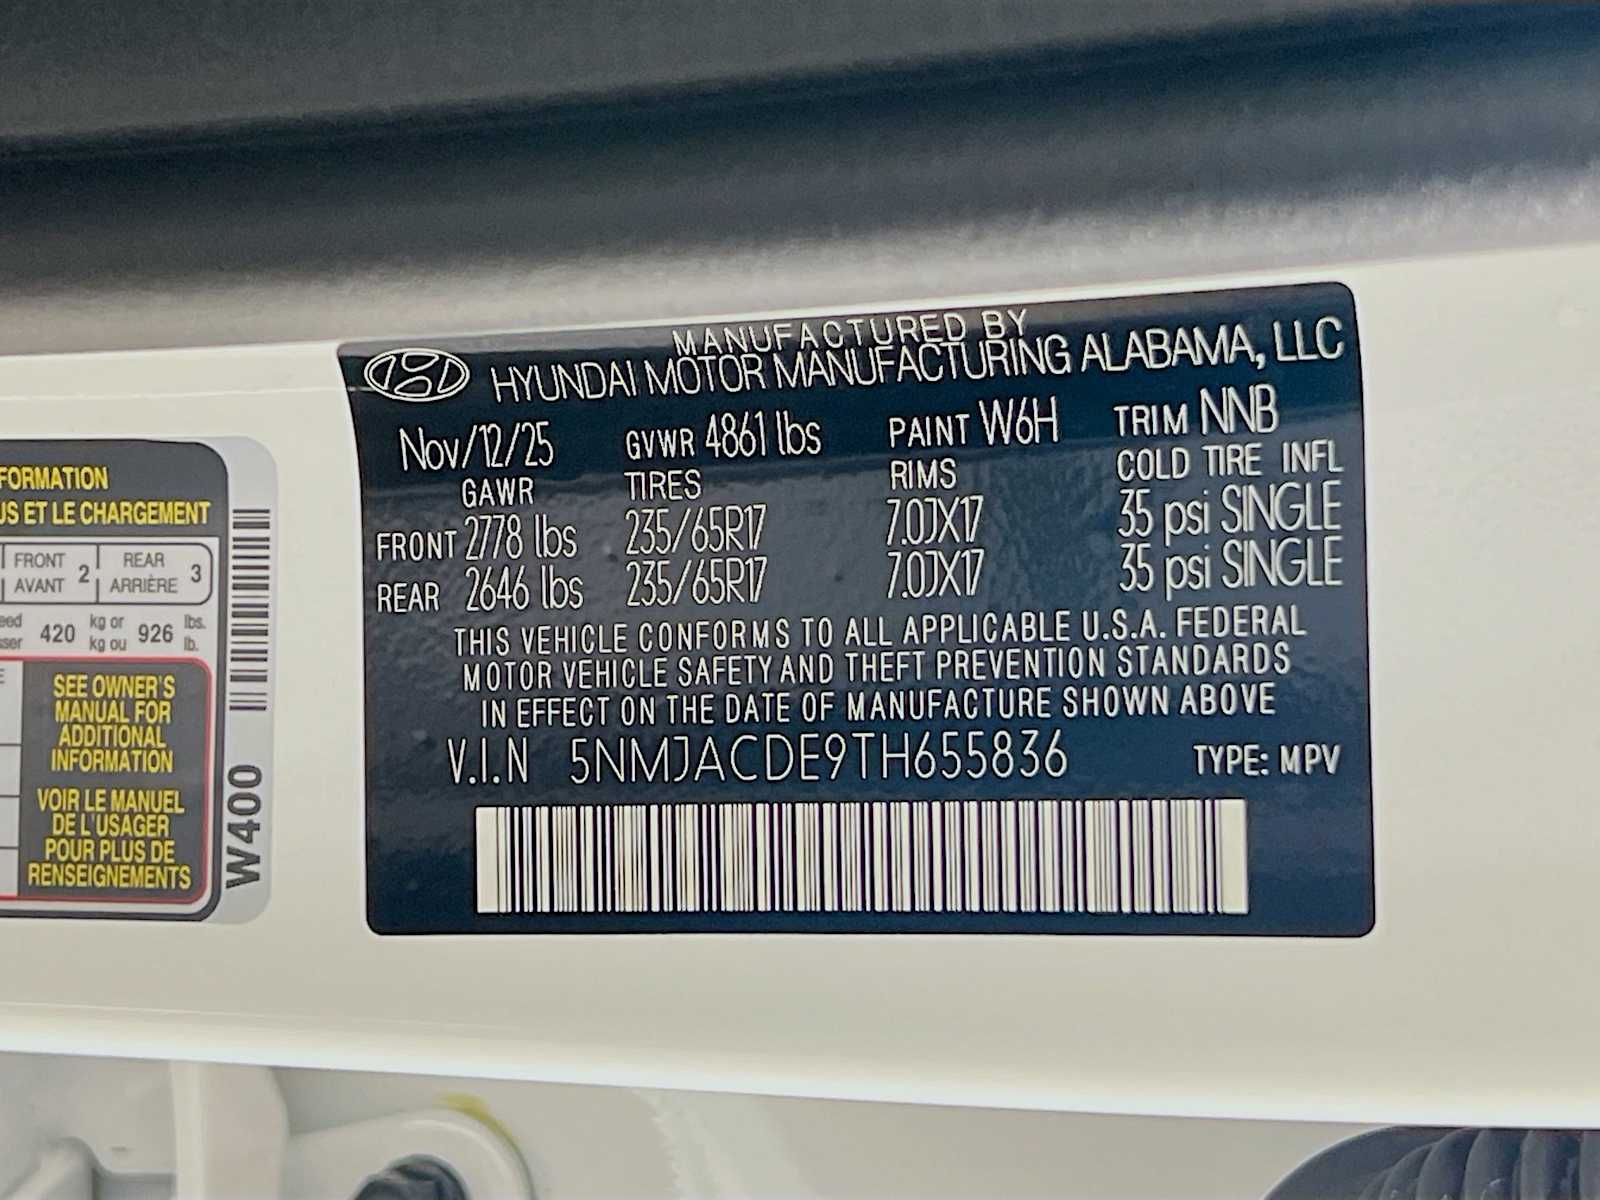 FORMATION
US ET LE CHARGEMENT
FRONT AVANT 2 REAR ARRIÈRE 3
420 kg or kg ou 926 lbs. lb.
SEE OWNER'S
MANUAL FOR
ADDITIONAL
INFORMATION
VOIR LE MANUEL
DE L'USAGER
POUR PLUS DE
RENSEIGNEMENTS
W400
MANUFACTURED BY
HYUNDAI MOTOR MANUFACTURING ALABAMA, LLC
Nov/12/25 GVWR 4861 lbs PAINT W6H TRIM NNB
GAWR TIRES RIMS COLD TIRE INFL
FRONT 2778 lbs 235/65R17 7.0JX17 35 psi SINGLE
REAR 2646 lbs 235/65R17 7.0JX17 35 psi SINGLE
THIS VEHICLE CONFORMS TO ALL APPLICABLE U.S.A. FEDERAL
MOTOR VEHICLE SAFETY AND THEFT PREVENTION STANDARDS
IN EFFECT ON THE DATE OF MANUFACTURE SHOWN ABOVE
V.I.N 5NMJACDE9TH655836 TYPE: MPV